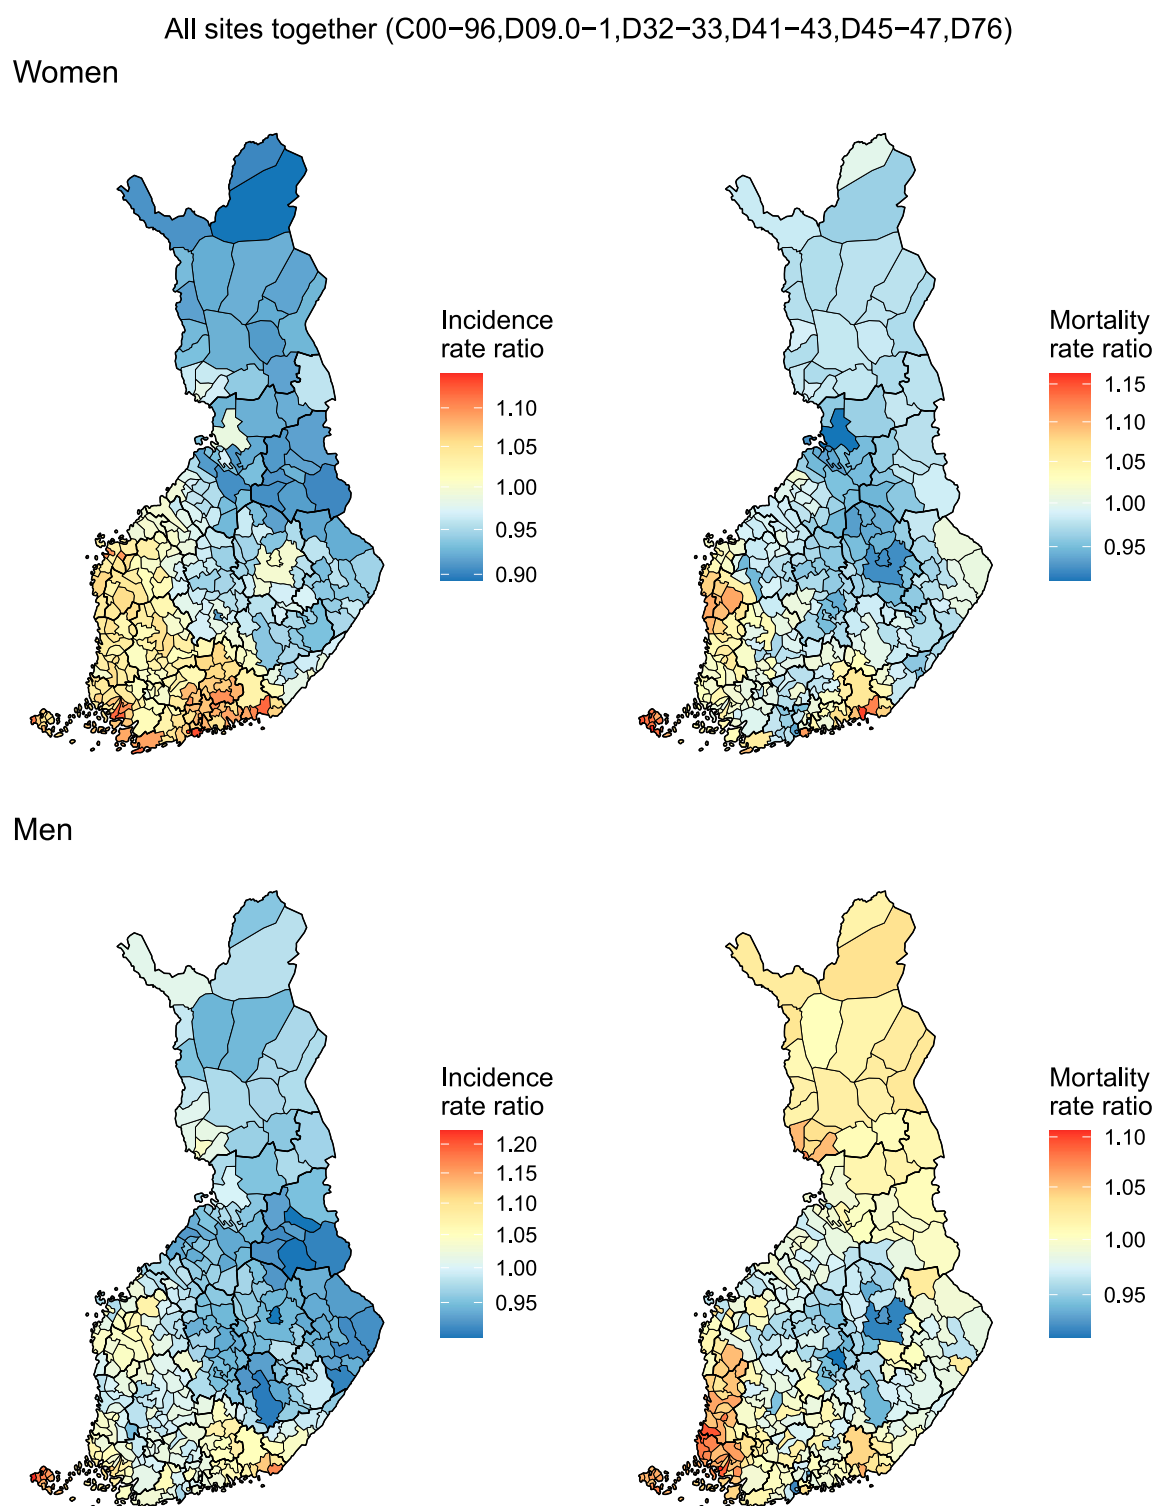 All sites together (C00−96,D09.0−1,D32−33,D41−43,D45−47,D76)
Women
Incidence
rate ratio
1.10
1.05
1.00
0.95
0.90
Mortality
rate ratio
1.15
1.10
1.05
1.00
0.95
Men
Incidence
rate ratio
1.20
1.15
1.10
1.05
1.00
0.95
Mortality
rate ratio
1.10
1.05
1.00
0.95